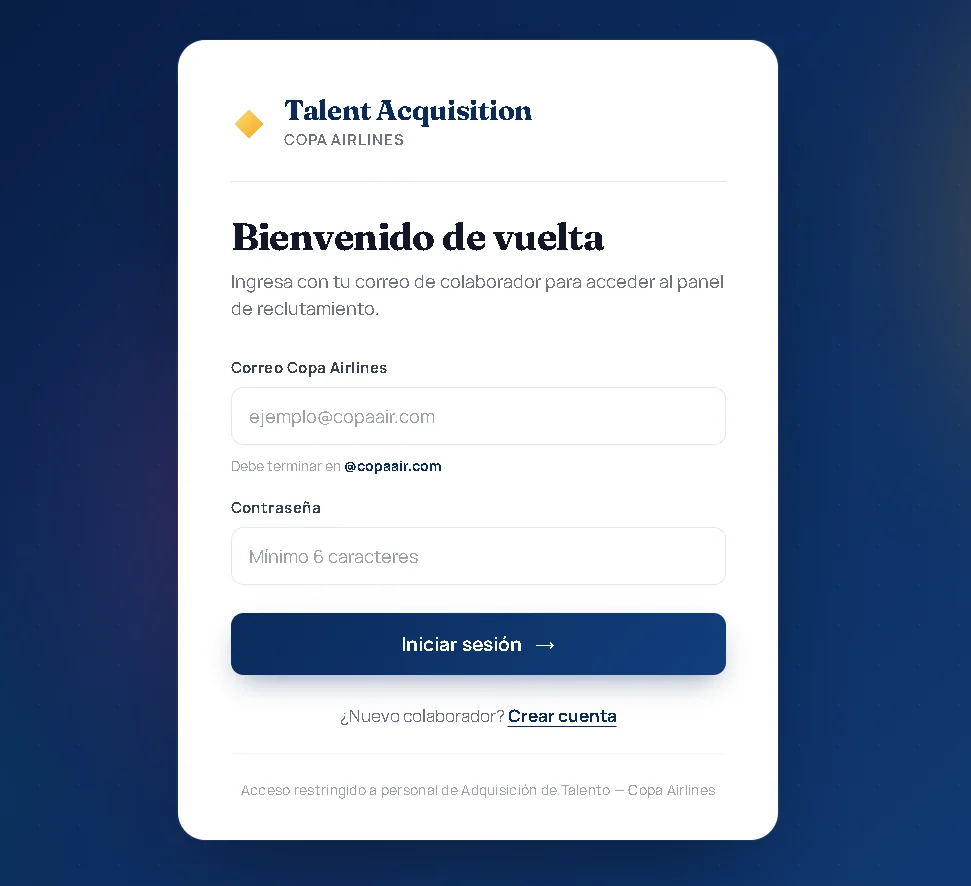 Talent Acquisition
COPA AIRLINES
Bienvenido de vuelta
Ingresa con tu correo de colaborador para acceder al panel
de reclutamiento.
Correo Copa Airlines
ejemplo@copaair.com
Debe terminar en @copaair.com
Contraseña
Mínimo 6 caracteres
Iniciar sesión →
¿Nuevo colaborador? Crear cuenta
Acceso restringido a personal de Adquisición de Talento — Copa Airlines